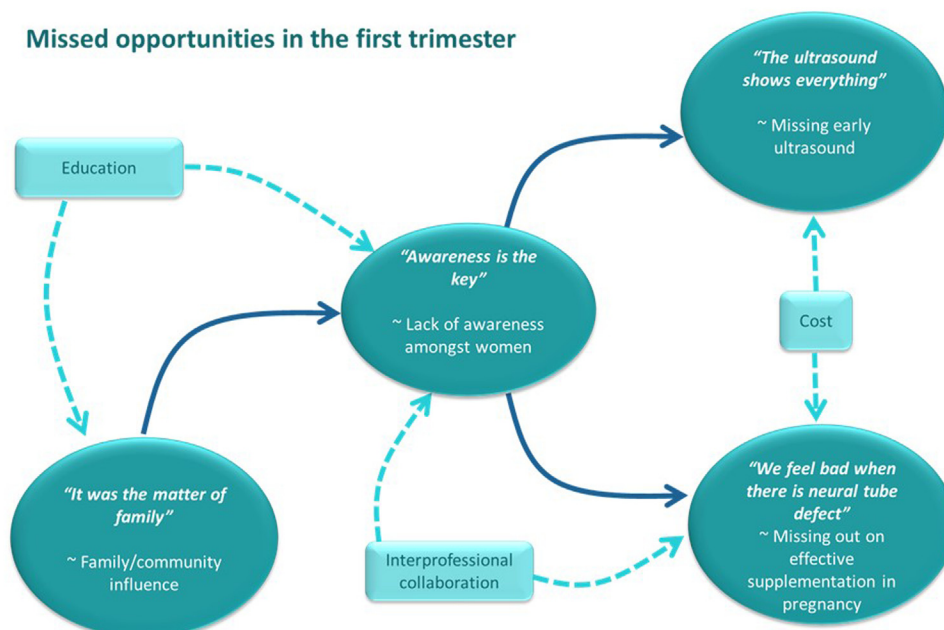 Missed opportunities in the first trimester
“The ultrasound
shows everything”
~ Missing early
ultrasound
Education
“Awareness is the
key”
~ Lack of awareness
amongst women
Cost
“It was the matter of
family”
~ Family/community
influence
Interprofessional
collaboration
“We feel bad when
there is neural tube
defect”
~ Missing out on
effective
supplementation in
pregnancy